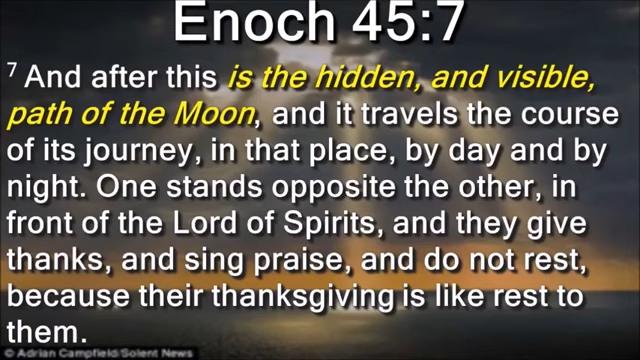 Enoch 45:7
7 And after this is the hidden, and visible,
path of the Moon, and it travels the course
of its journey, in that place, by day and by
night. One stands opposite the other, in
front of the Lord of Spirits, and they give
thanks, and sing praise, and do not rest,
because their thanksgiving is like rest to
them.
© Adrian Campfield/Solent News